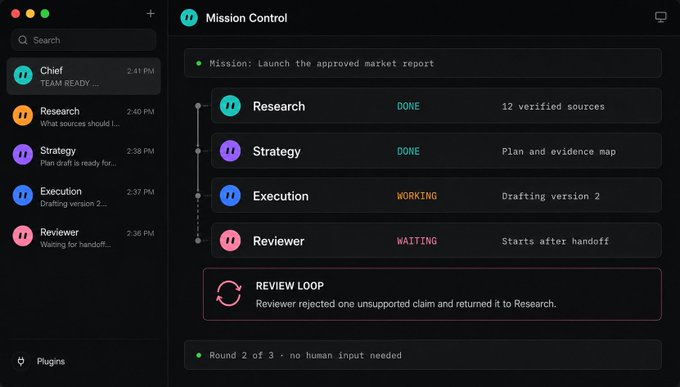 Mission Control
Search
Chief
2:41 PM
TEAM READY ...
Research
2:40 PM
What sources should I...
Strategy
2:38 PM
Plan draft is ready for...
Execution
2:37 PM
Drafting version 2...
Reviewer
2:36 PM
Waiting for handoff...
Plugins
Mission: Launch the approved market report
Research DONE 12 verified sources
Strategy DONE Plan and evidence map
Execution WORKING Drafting version 2
Reviewer WAITING Starts after handoff
REVIEW LOOP
Reviewer rejected one unsupported claim and returned it to Research.
Round 2 of 3 · no human input needed